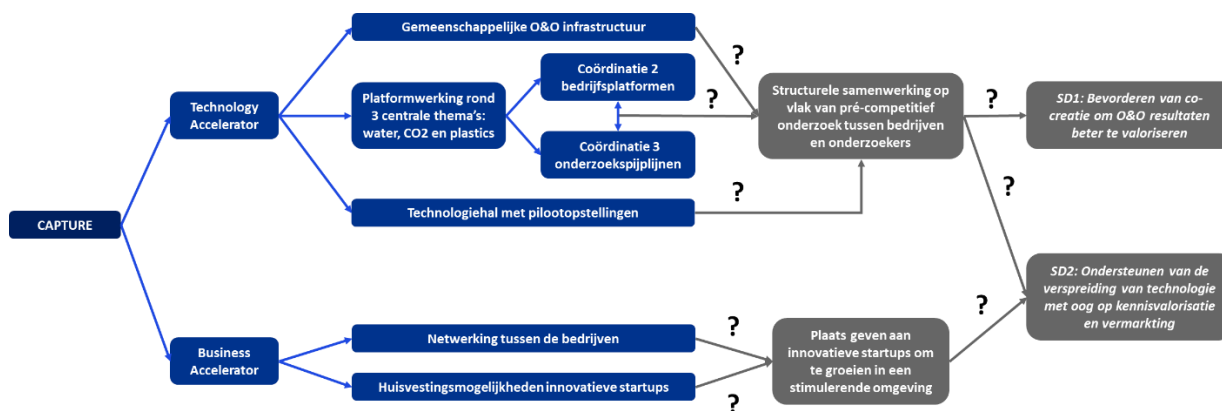 Gemeenschappelijke O&O infrastructuur
?
Technology
Accelerator
Platformwerking rond
3 centrale thema's:
water, CO2 en plastics
Coördinatie 2
bedrijfsplatformen
?
Coördinatie 3
onderzoekspijplijnen
Structurele samenwerking op
vlak van pré-competitief
onderzoek tussen bedrijven
en onderzoekers
?
SD1: Bevorderen van co-
creatie om O&O resultaten
beter te valoriseren
?
Technologiehal met pilootopstellingen
?
CAPTURE
SD2: Ondersteunen van de
verspreiding van technologie
met oog op kennisvalorisatie
en vermarkting
Business
Accelerator
Netwerking tussen de bedrijven
?
Huisvestingsmogelijkheden innovatieve startups
?
Plaats geven aan
innovatieve startups om
te groeien in een
stimulerende omgeving
?